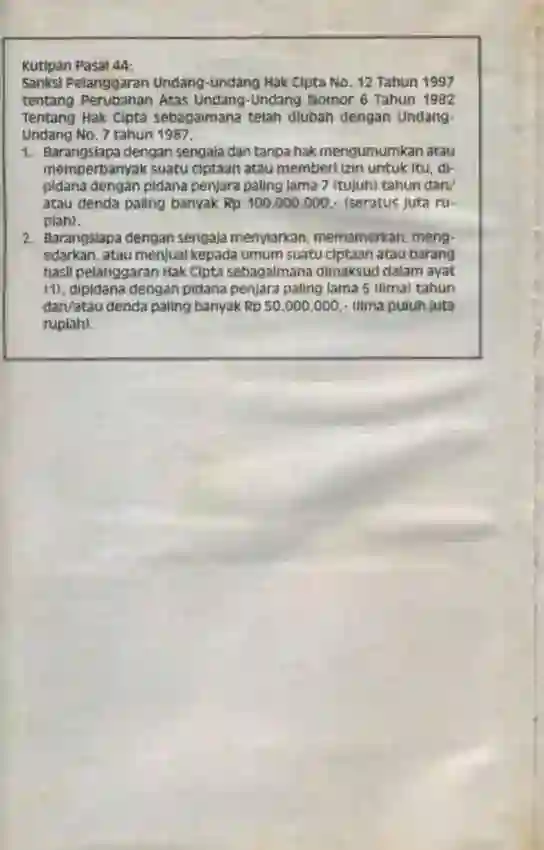 Kutipan Pasal 44:
Sanksi Pelanggaran Undang-undang Hak Cipta No. 12 Tahun 1997
tentang Perubahan Atas Undang-Undang Nomor 6 Tahun 1982
Tentang Hak Cipta sebagaimana telah diubah dengan Undang-
Undang No. 7 tahun 1987.
1. Barangsiapa dengan sengaja dan tanpa hak mengumumkan atau
memperbanyak suatu ciptaan atau memberi izin untuk itu, di-
pidana dengan pidana penjara paling lama 7 (tujuh) tahun dan/
atau denda paling banyak Rp 100.000.000,- (seratus juta ru-
piah).
2. Barangsiapa dengan sengaja menyiarkan, memamerkan, meng-
edarkan, atau menjual kepada umum suatu ciptaan atau barang
hasil pelanggaran Hak Cipta sebagaimana dimaksud dalam ayat
(1), dipidana dengan pidana penjara paling lama 5 (lima) tahun
dan/atau denda paling banyak Rp 50.000.000,- (lima puluh juta
rupiah).